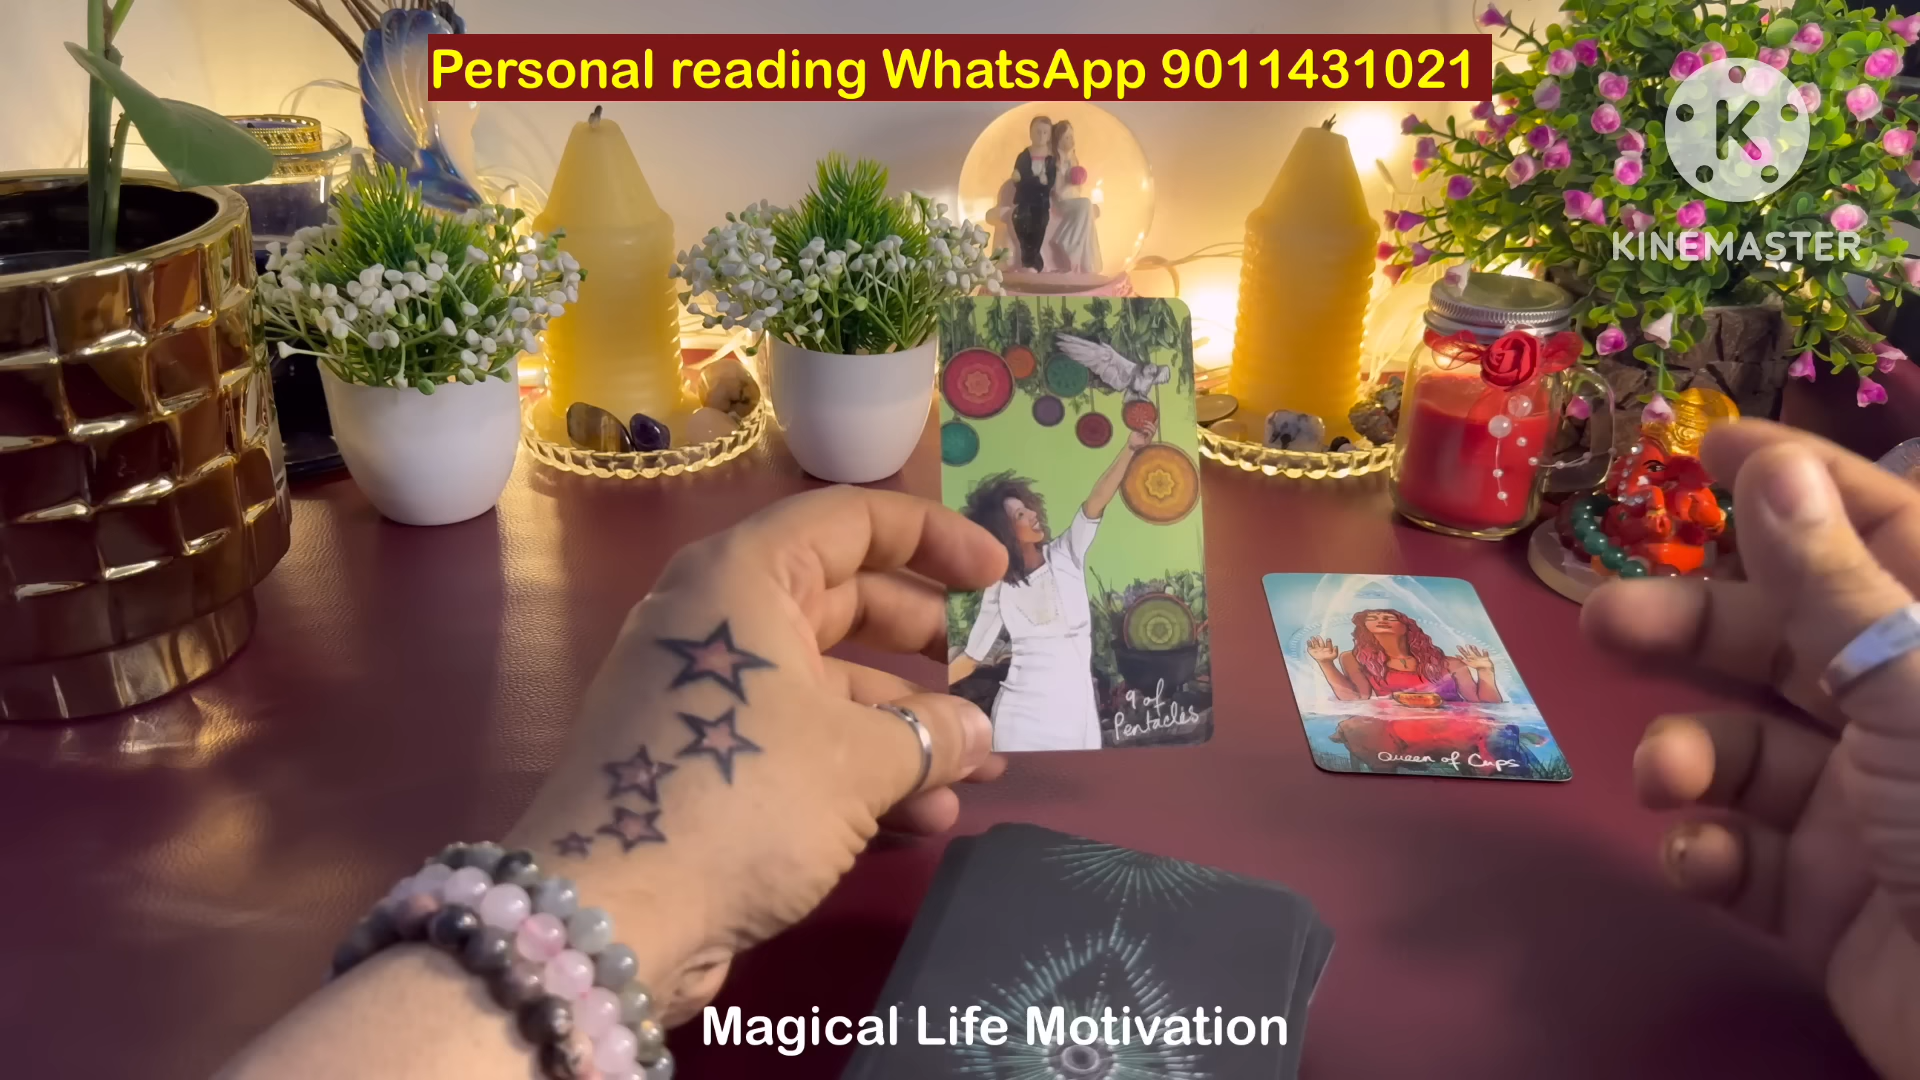 Personal reading WhatsApp 9011431021
K
KINEMASTER
9 of
Pentacles
Queen of Cups
Magical Life Motivation